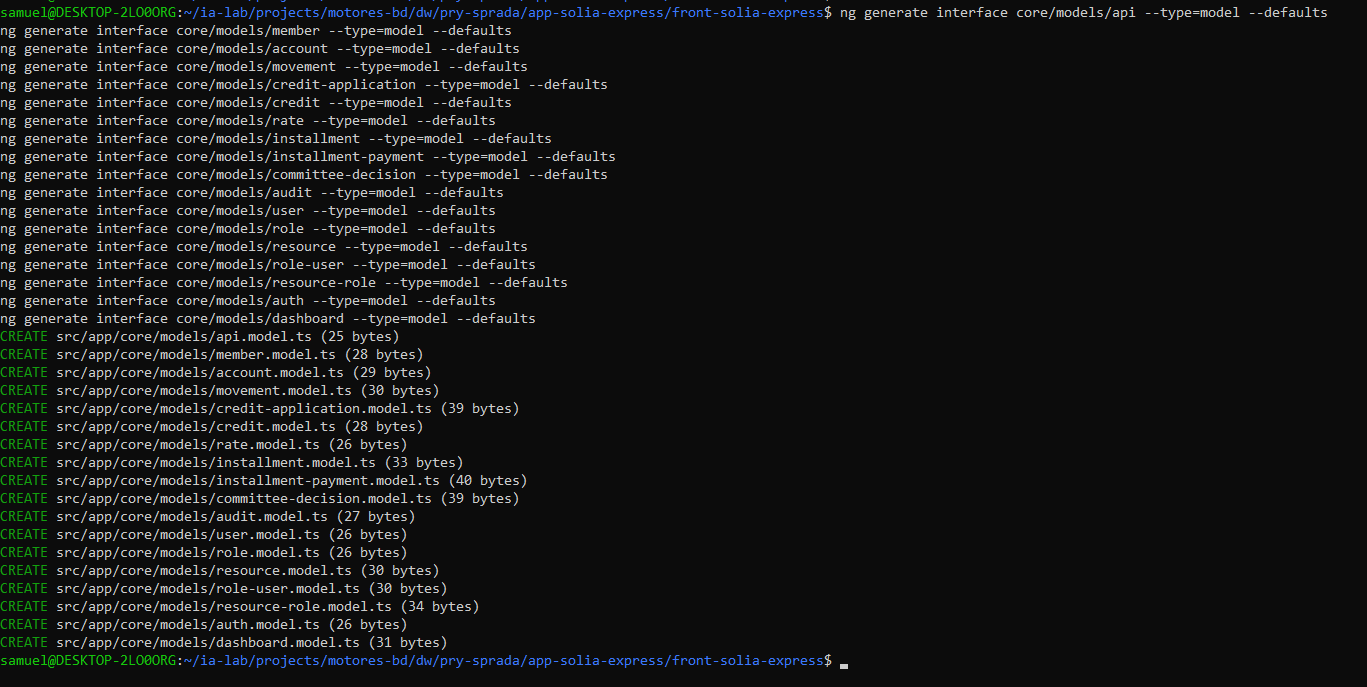 samuel@DESKTOP-2LO0ORG:~/ia-lab/projects/motores-bd/dw/pry-sprada/app-solia-express/front-solia-express$ ng generate interface core/models/api --type=model --defaults
ng generate interface core/models/member --type=model --defaults
ng generate interface core/models/account --type=model --defaults
ng generate interface core/models/movement --type=model --defaults
ng generate interface core/models/credit-application --type=model --defaults
ng generate interface core/models/credit --type=model --defaults
ng generate interface core/models/rate --type=model --defaults
ng generate interface core/models/installment --type=model --defaults
ng generate interface core/models/installment-payment --type=model --defaults
ng generate interface core/models/committee-decision --type=model --defaults
ng generate interface core/models/audit --type=model --defaults
ng generate interface core/models/user --type=model --defaults
ng generate interface core/models/role --type=model --defaults
ng generate interface core/models/resource --type=model --defaults
ng generate interface core/models/role-user --type=model --defaults
ng generate interface core/models/resource-role --type=model --defaults
ng generate interface core/models/auth --type=model --defaults
ng generate interface core/models/dashboard --type=model --defaults
CREATE src/app/core/models/api.model.ts (25 bytes)
CREATE src/app/core/models/member.model.ts (28 bytes)
CREATE src/app/core/models/account.model.ts (29 bytes)
CREATE src/app/core/models/movement.model.ts (30 bytes)
CREATE src/app/core/models/credit-application.model.ts (39 bytes)
CREATE src/app/core/models/credit.model.ts (28 bytes)
CREATE src/app/core/models/rate.model.ts (26 bytes)
CREATE src/app/core/models/installment.model.ts (33 bytes)
CREATE src/app/core/models/installment-payment.model.ts (40 bytes)
CREATE src/app/core/models/committee-decision.model.ts (39 bytes)
CREATE src/app/core/models/audit.model.ts (27 bytes)
CREATE src/app/core/models/user.model.ts (26 bytes)
CREATE src/app/core/models/role.model.ts (26 bytes)
CREATE src/app/core/models/resource.model.ts (30 bytes)
CREATE src/app/core/models/role-user.model.ts (30 bytes)
CREATE src/app/core/models/resource-role.model.ts (34 bytes)
CREATE src/app/core/models/auth.model.ts (26 bytes)
CREATE src/app/core/models/dashboard.model.ts (31 bytes)
samuel@DESKTOP-2LO0ORG:~/ia-lab/projects/motores-bd/dw/pry-sprada/app-solia-express/front-solia-express$